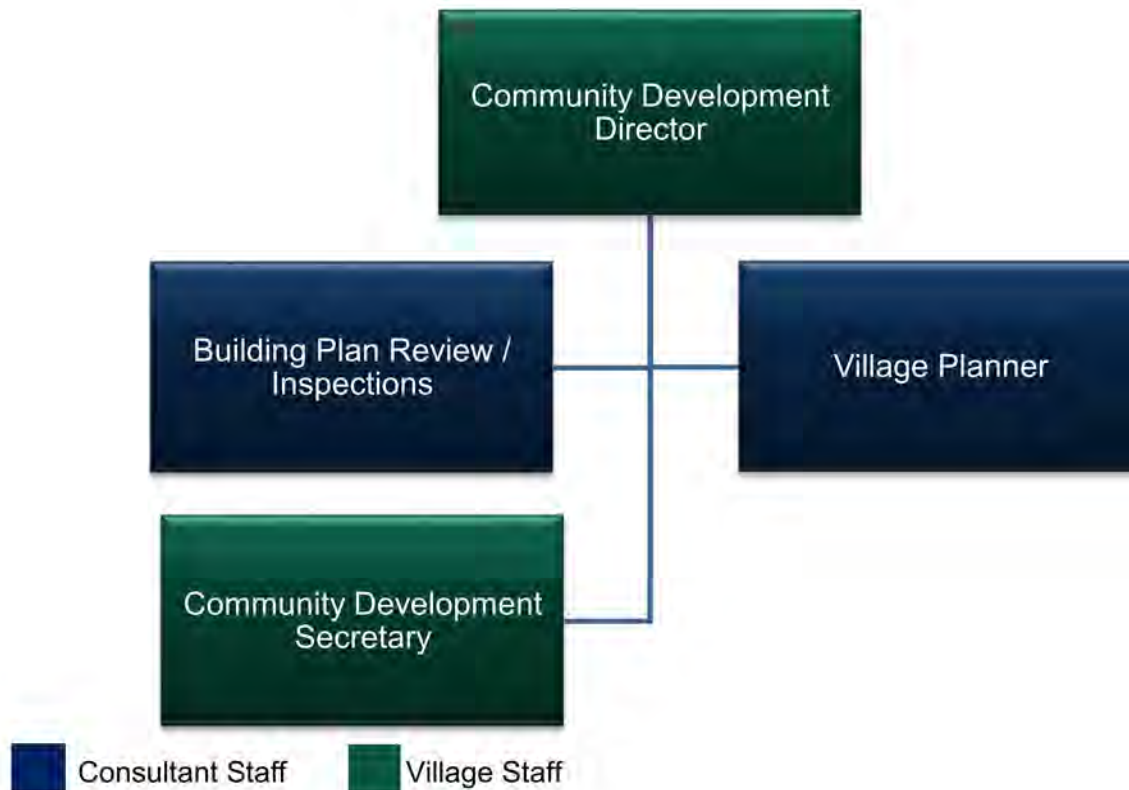 Community Development
Director
Building Plan Review /
Inspections
Village Planner
Community Development
Secretary
Consultant Staff
Village Staff